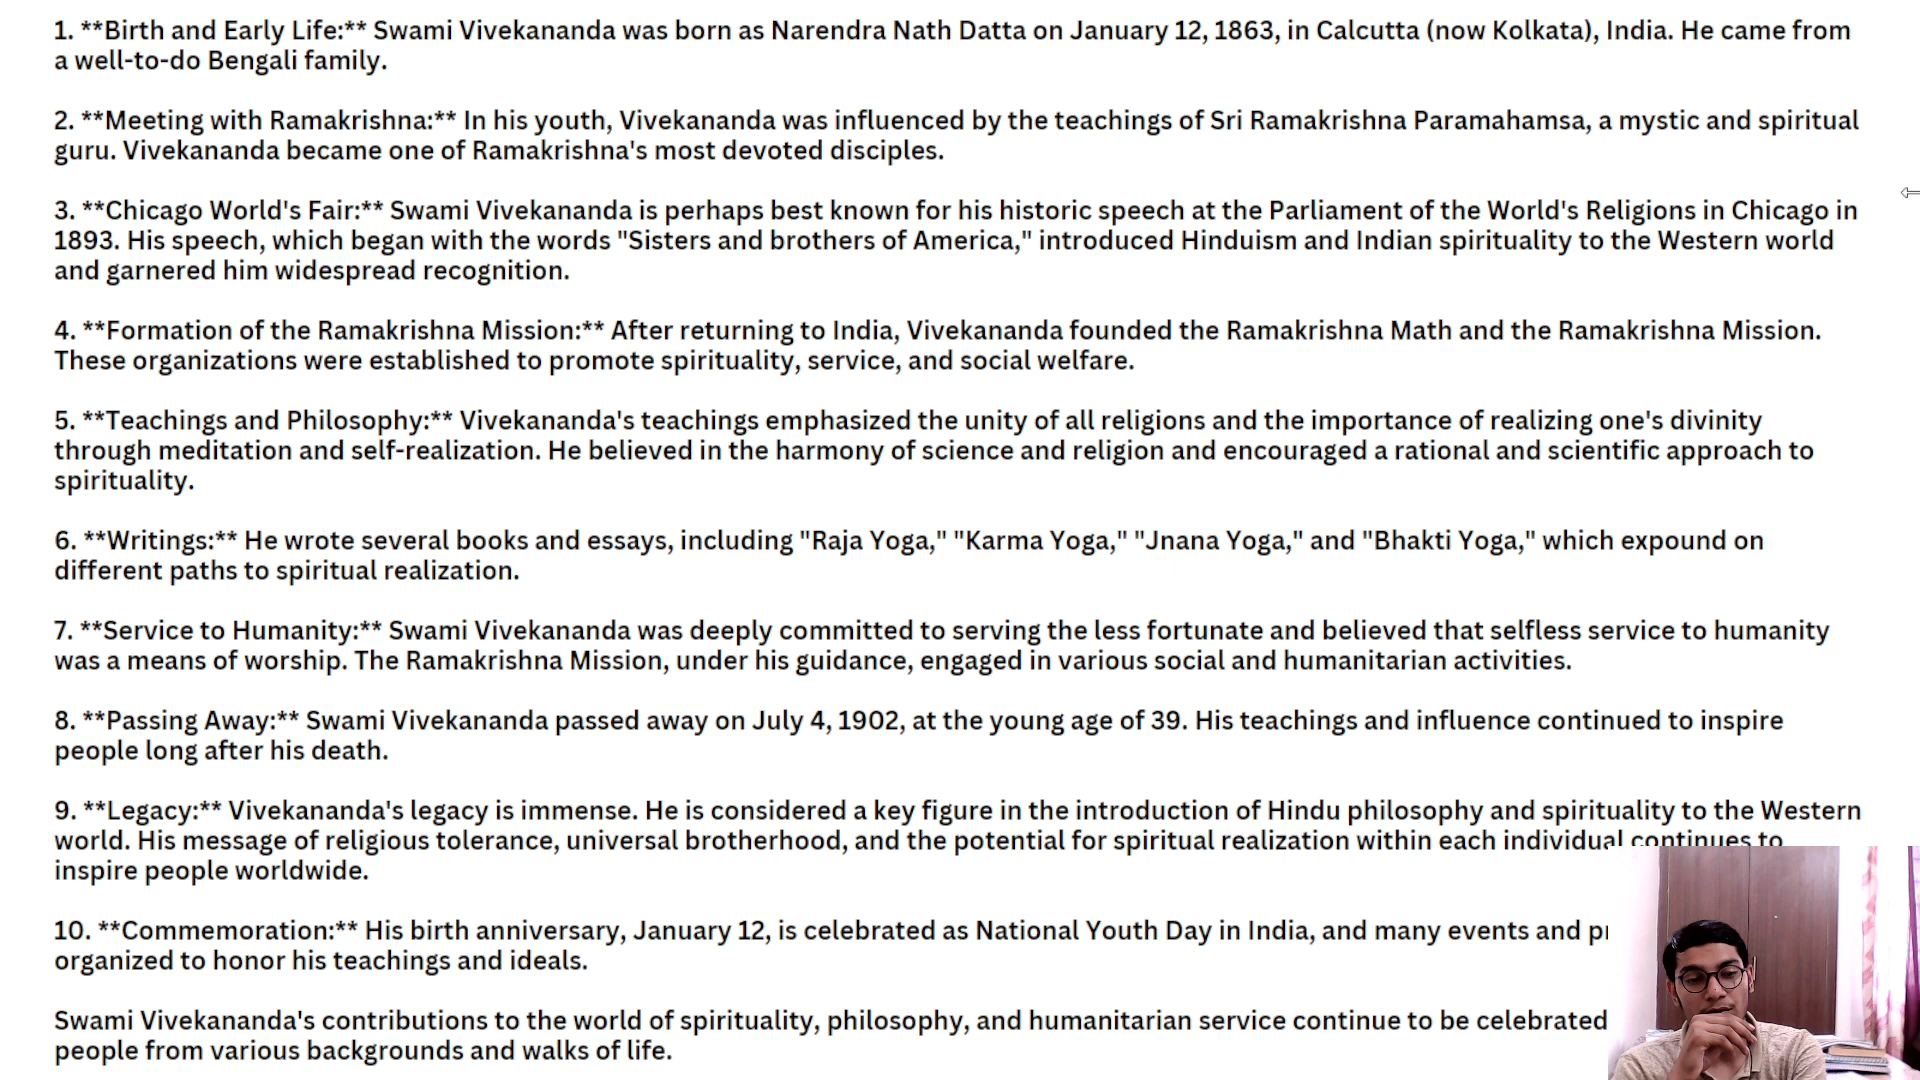 1. **Birth and Early Life:** Swami Vivekananda was born as Narendra Nath Datta on January 12, 1863, in Calcutta (now Kolkata), India. He came from
a well-to-do Bengali family.
2. **Meeting with Ramakrishna:** In his youth, Vivekananda was influenced by the teachings of Sri Ramakrishna Paramahamsa, a mystic and spiritual
guru. Vivekananda became one of Ramakrishna's most devoted disciples.
3. **Chicago World's Fair:** Swami Vivekananda is perhaps best known for his historic speech at the Parliament of the World's Religions in Chicago in
1893. His speech, which began with the words "Sisters and brothers of America," introduced Hinduism and Indian spirituality to the Western world
and garnered him widespread recognition.
4. **Formation of the Ramakrishna Mission:** After returning to India, Vivekananda founded the Ramakrishna Math and the Ramakrishna Mission.
These organizations were established to promote spirituality, service, and social welfare.
5. **Teachings and Philosophy:** Vivekananda's teachings emphasized the unity of all religions and the importance of realizing one's divinity
through meditation and self-realization. He believed in the harmony of science and religion and encouraged a rational and scientific approach to
spirituality.
6. **Writings:** He wrote several books and essays, including "Raja Yoga," "Karma Yoga," "Jnana Yoga," and "Bhakti Yoga," which expound on
different paths to spiritual realization.
7. **Service to Humanity:** Swami Vivekananda was deeply committed to serving the less fortunate and believed that selfless service to humanity
was a means of worship. The Ramakrishna Mission, under his guidance, engaged in various social and humanitarian activities.
8. **Passing Away:** Swami Vivekananda passed away on July 4, 1902, at the young age of 39. His teachings and influence continued to inspire
people long after his death.
9. **Legacy:** Vivekananda's legacy is immense. He is considered a key figure in the introduction of Hindu philosophy and spirituality to the Western
world. His message of religious tolerance, universal brotherhood, and the potential for spiritual realization within each individual continues to
inspire people worldwide.
10. **Commemoration:** His birth anniversary, January 12, is celebrated as National Youth Day in India, and many events and
organized to honor his teachings and ideals.
Swami Vivekananda's contributions to the world of spirituality, philosophy, and humanitarian service continue to be celebrated
people from various backgrounds and walks of life.